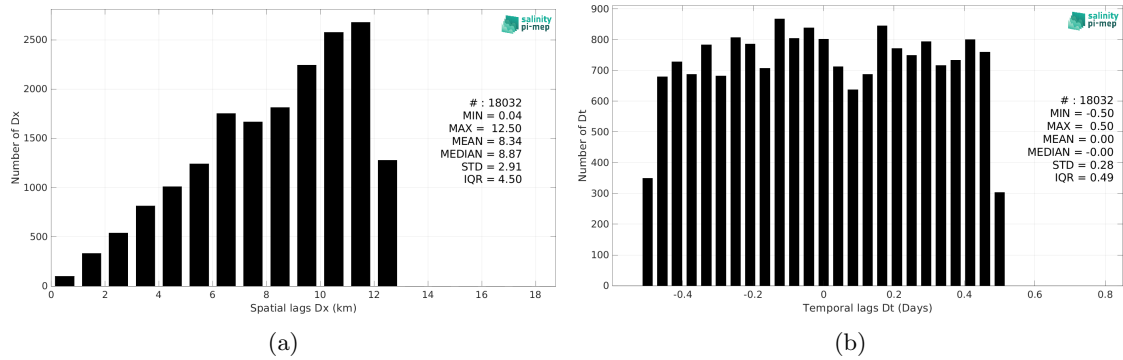 salinity
pi-mep
Number of Dx
2500
2000
1500
1000
500
0
# : 18032
MIN = 0.04
MAX = 12.50
MEAN = 8.34
MEDIAN = 8.87
STD = 2.91
IQR = 4.50
0 2 4 6 8 10 12 14 16 18
Spatial lags Dx (km)
(a)
salinity
pi-mep
Number of Dt
900
800
700
600
500
400
300
200
100
0
# : 18032
MIN = -0.50
MAX = 0.50
MEAN = 0.00
MEDIAN = -0.00
STD = 0.28
IQR = 0.49
-0.4 -0.2 0 0.2 0.4 0.6 0.8
Temporal lags Dt (Days)
(b)